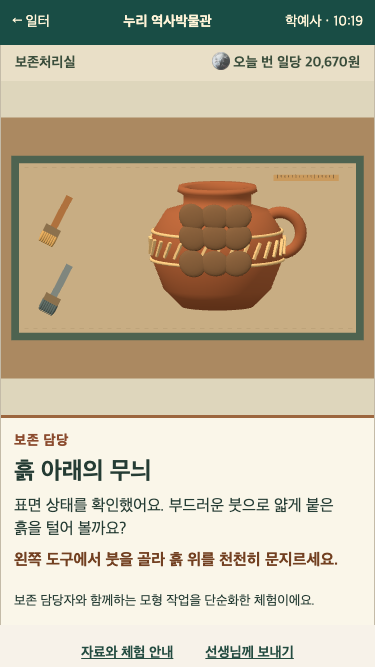 ← 일터
누리 역사박물관
학예사 · 10:19
보존처리실
오늘 번 일당 20,670원
보존 담당
흙 아래의 무늬
표면 상태를 확인했어요. 부드러운 붓으로 얇게 붙은
흙을 털어 볼까요?
왼쪽 도구에서 붓을 골라 흙 위를 천천히 문지르세요.
보존 담당자와 함께하는 모형 작업을 단순화한 체험이에요.
자료와 체험 안내
선생님께 보내기